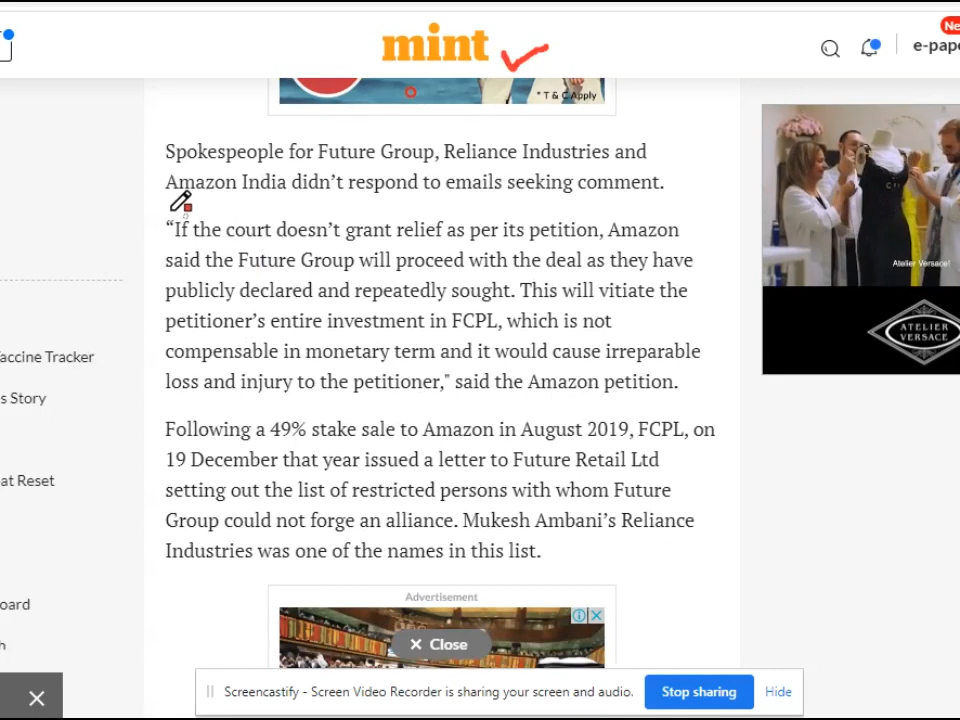 mint
Ne
e-pape
* T & C Apply
Spokespeople for Future Group, Reliance Industries and
Amazon India didn’t respond to emails seeking comment.
“If the court doesn’t grant relief as per its petition, Amazon
said the Future Group will proceed with the deal as they have
publicly declared and repeatedly sought. This will vitiate the
petitioner’s entire investment in FCPL, which is not
compensable in monetary term and it would cause irreparable
loss and injury to the petitioner," said the Amazon petition.
Following a 49% stake sale to Amazon in August 2019, FCPL, on
19 December that year issued a letter to Future Retail Ltd
setting out the list of restricted persons with whom Future
Group could not forge an alliance. Mukesh Ambani’s Reliance
Industries was one of the names in this list.
Advertisement
✕ Close
accine Tracker
s Story
at Reset
oard
h
Atelier Versace!
ATELIER
VERSACE
Screencastify - Screen Video Recorder is sharing your screen and audio.
Stop sharing
Hide